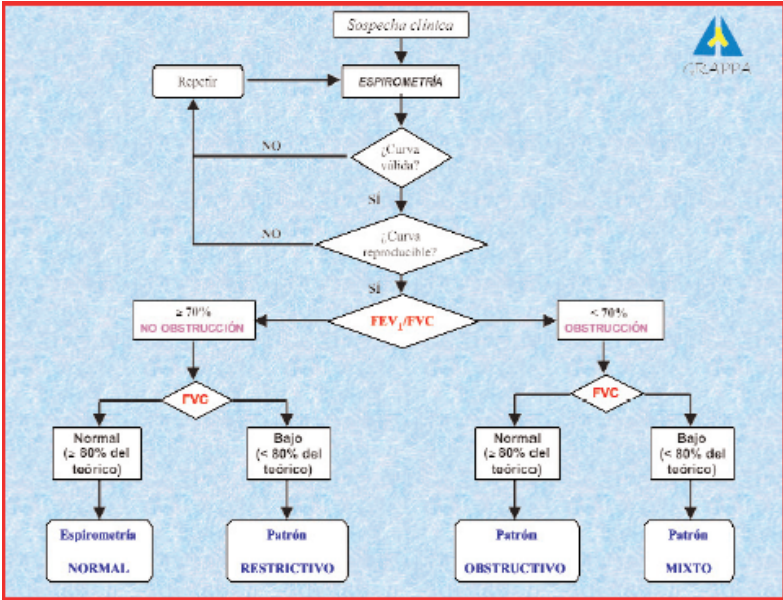 Sospecha clínica
GRAPPA
Repetir
ESPIROMETRÍA
NO
¿Curva
válida?
SÍ
NO
¿Curva
reproducible?
SÍ
≥ 70%
NO OBSTRUCCIÓN
FEV1/FVC
< 70%
OBSTRUCCIÓN
FVC
FVC
Normal
(≥ 80% del
teórico)
Bajo
(< 80% del
teórico)
Normal
(≥ 80% del
teórico)
Bajo
(< 80% del
teórico)
Espirometría
NORMAL
Patrón
RESTRICTIVO
Patrón
OBSTRUCTIVO
Patrón
MIXTO